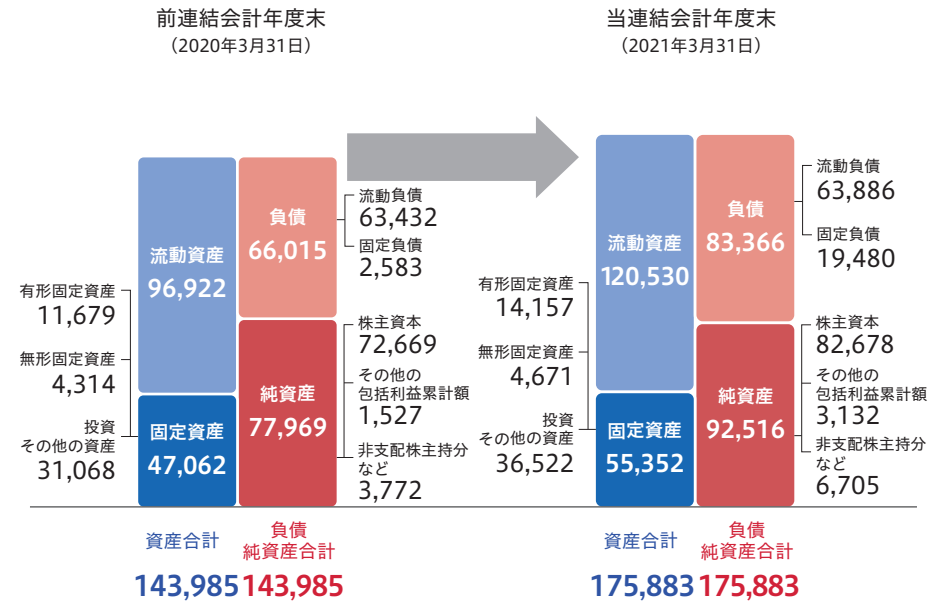 前連結会計年度末
（2020年3月31日）
有形固定資産
11,679
無形固定資産
4,314
投資
その他の資産
31,068
流動資産
96,922
固定資産
47,062
負債
66,015
純資産
77,969
流動負債
63,432
固定負債
2,583
株主資本
72,669
その他の
包括利益累計額
1,527
非支配株主持分
など
3,772
資産合計
143,985
負債
純資産合計
143,985
当連結会計年度末
（2021年3月31日）
有形固定資産
14,157
無形固定資産
4,671
投資
その他の資産
36,522
流動資産
120,530
固定資産
55,352
負債
83,366
純資産
92,516
流動負債
63,886
固定負債
19,480
株主資本
82,678
その他の
包括利益累計額
3,132
非支配株主持分
など
6,705
資産合計
175,883
負債
純資産合計
175,883